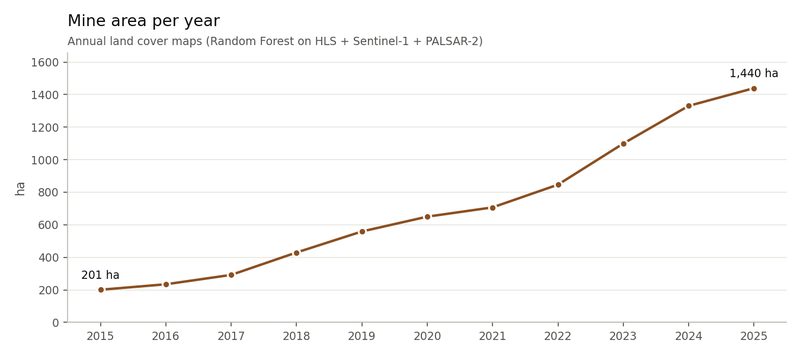 Mine area per year
Annual land cover maps (Random Forest on HLS + Sentinel-1 + PALSAR-2)
1600
1400
1200
1000
800
600
400
200
0
ha
201 ha
1,440 ha
2015 2016 2017 2018 2019 2020 2021 2022 2023 2024 2025